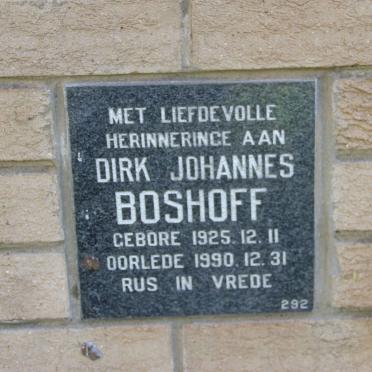 MET LIEFDEVOLLE
HERINNERINGE AAN
DIRK JOHANNES
BOSHOFF
GEBORE 1925.12.11
OORLEDE 1990.12.31
RUS IN VREDE
292